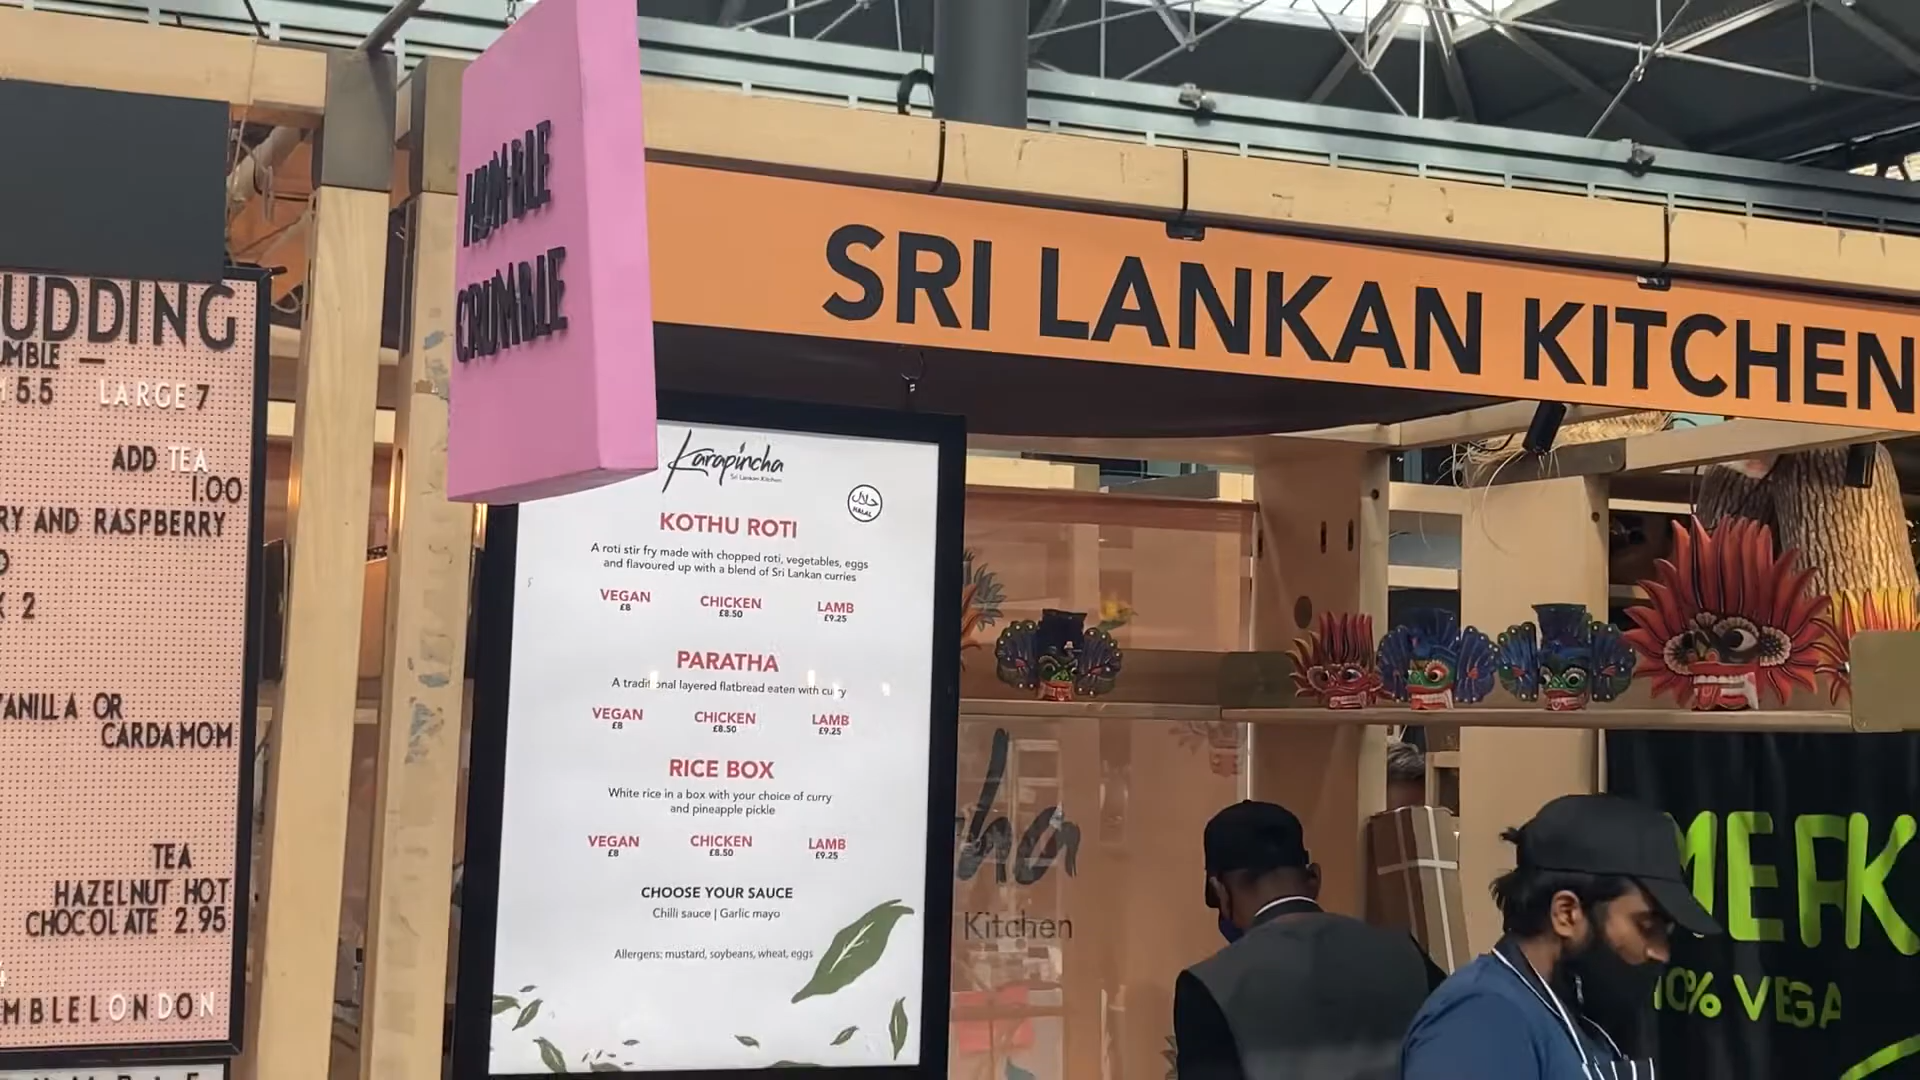 UDDING
UMBLE —
5.5 LARGE 7
ADD TEA
1.00
RY AND RASPBERRY
2
ANILLA OR
CARDAMOM
TEA
HAZELNUT HOT
CHOCOLATE 2.95
MBLELONDON
HUMBLE
CRUMBLE
SRI LANKAN KITCHEN
Karapincha
Sri Lankan Kitchen
حلال
HALAL
KOTHU ROTI
A roti stir fry made with chopped roti, vegetables, eggs
and flavoured up with a blend of Sri Lankan curries
VEGAN CHICKEN LAMB
£8 £8.50 £9.25
PARATHA
A traditional layered flatbread eaten with curry
VEGAN CHICKEN LAMB
£8 £8.50 £9.25
RICE BOX
White rice in a box with your choice of curry
and pineapple pickle
VEGAN CHICKEN LAMB
£8 £8.50 £9.25
CHOOSE YOUR SAUCE
Chilli sauce | Garlic mayo
Allergens: mustard, soybeans, wheat, eggs
cha
Kitchen
MERK
10% VEGA